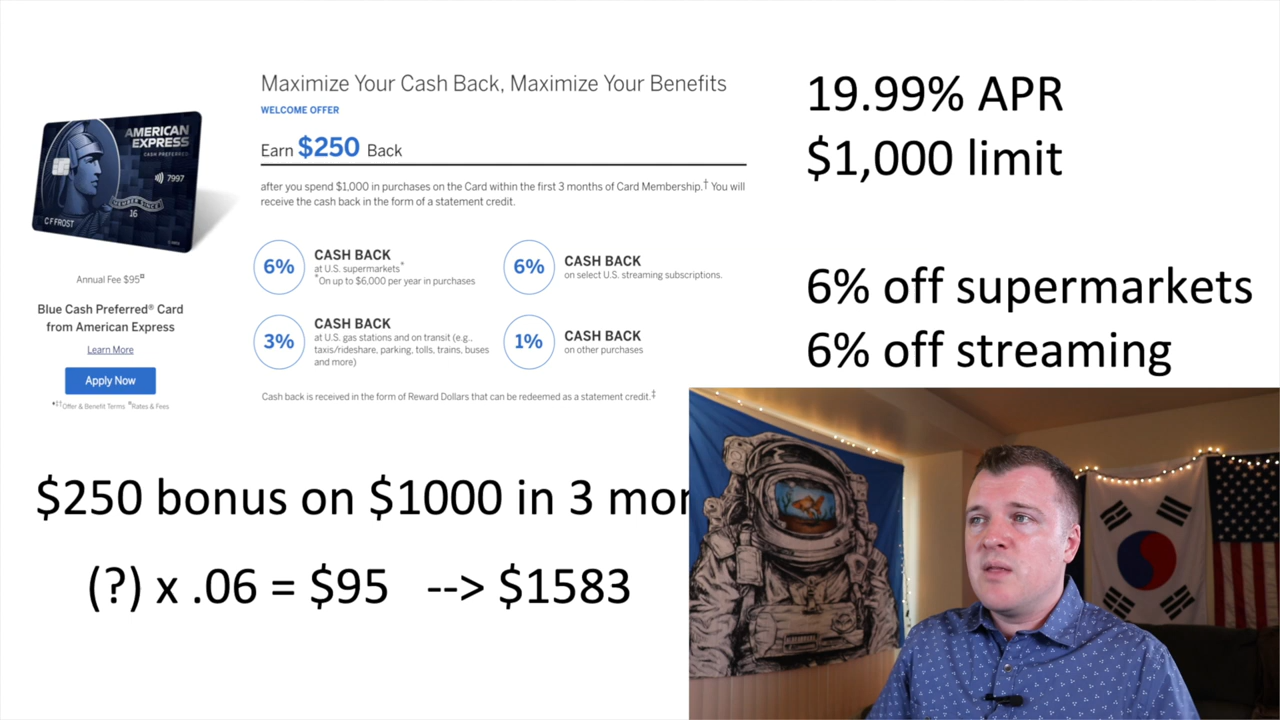 Maximize Your Cash Back, Maximize Your Benefits
WELCOME OFFER
Earn $250 Back
after you spend $1,000 in purchases on the Card within the first 3 months of Card Membership.† You will
receive the cash back in the form of a statement credit.
AMERICAN
EXPRESS
CASH PREFERRED
7997
MEMBER SINCE
16
C F FROST
Annual Fee $95¤
Blue Cash Preferred® Card
from American Express
Learn More
Apply Now
Offer & Benefit Terms ¤Rates & Fees
6%
CASH BACK
at U.S. supermarkets*
*On up to $6,000 per year in purchases
6%
CASH BACK
on select U.S. streaming subscriptions.
3%
CASH BACK
at U.S. gas stations and on transit (e.g.,
taxis/rideshare, parking, tolls, trains, buses
and more)
1%
CASH BACK
on other purchases
Cash back is received in the form of Reward Dollars that can be redeemed as a statement credit.‡
19.99% APR
$1,000 limit
6% off supermarkets
6% off streaming
$250 bonus on $1000 in 3 mon
(?) x .06 = $95 --> $1583